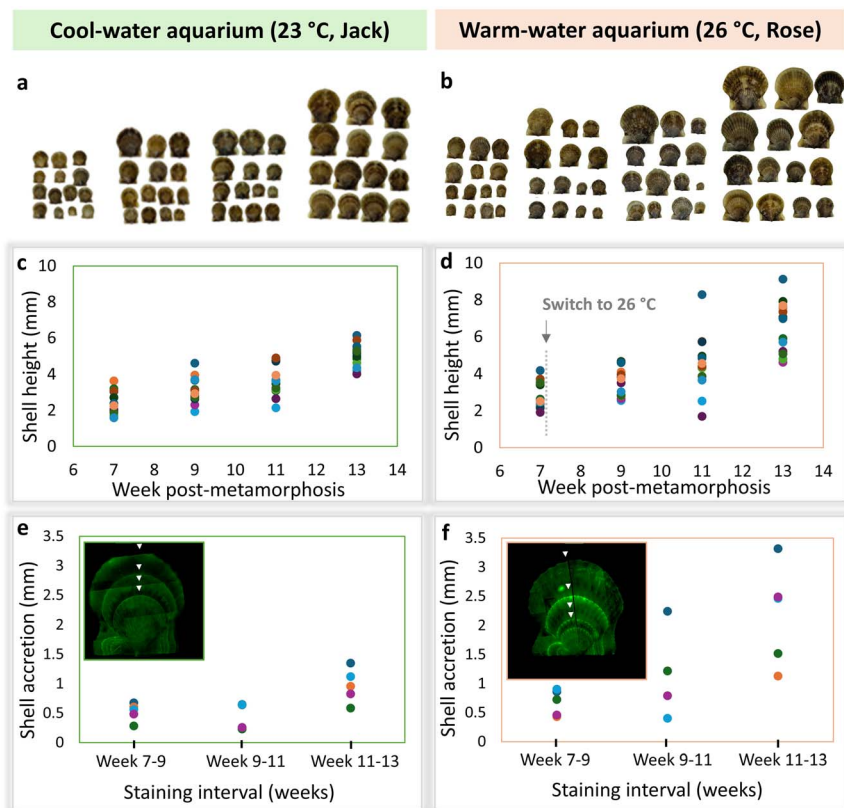 Cool-water aquarium (23 °C, Jack)
Warm-water aquarium (26 °C, Rose)
a
b
c
10
8
6
4
2
0
Shell height (mm)
6 7 8 9 10 11 12 13 14
Week post-metamorphosis
d
Switch to 26 °C
10
8
6
4
2
0
Shell height (mm)
6 7 8 9 10 11 12 13 14
Week post-metamorphosis
e
3.5
3
2.5
2
1.5
1
0.5
0
Shell accretion (mm)
Week 7-9 Week 9-11 Week 11-13
Staining interval (weeks)
f
3.5
3
2.5
2
1.5
1
0.5
0
Shell accretion (mm)
Week 7-9 Week 9-11 Week 11-13
Staining interval (weeks)